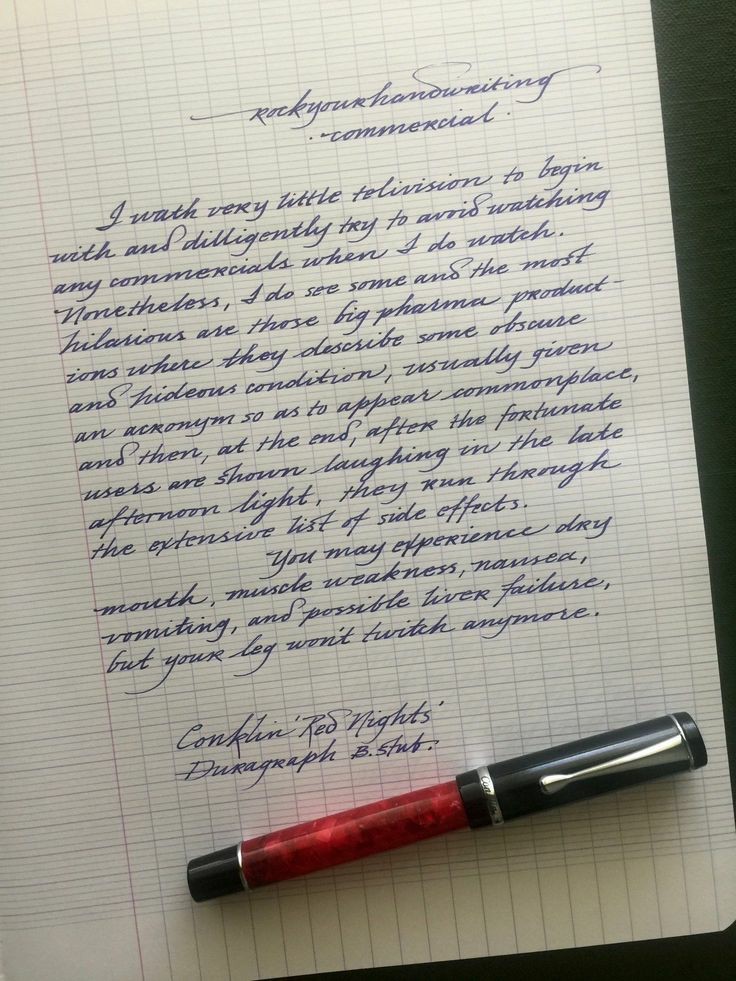 rockyourhandwriting
· commercial ·
I wath very little telivision to begin
with and dilligently try to avoid watching
any commercials when I do watch.
Nonetheless, I do see some and the most
hilarious are those big pharma product-
ions where they describe some obscure
and hideous condition, usually given
an acronym so as to appear commonplace,
and then, at the end, after the fortunate
users are shown laughing in the late
afternoon light, they run through
the extensive list of side effects.
You may experience dry
mouth, muscle weakness, nausea,
vomiting, and possible liver failure,
but your leg won't twitch anymore.
Conklin 'Red Nights'
Duragraph B. Stub.